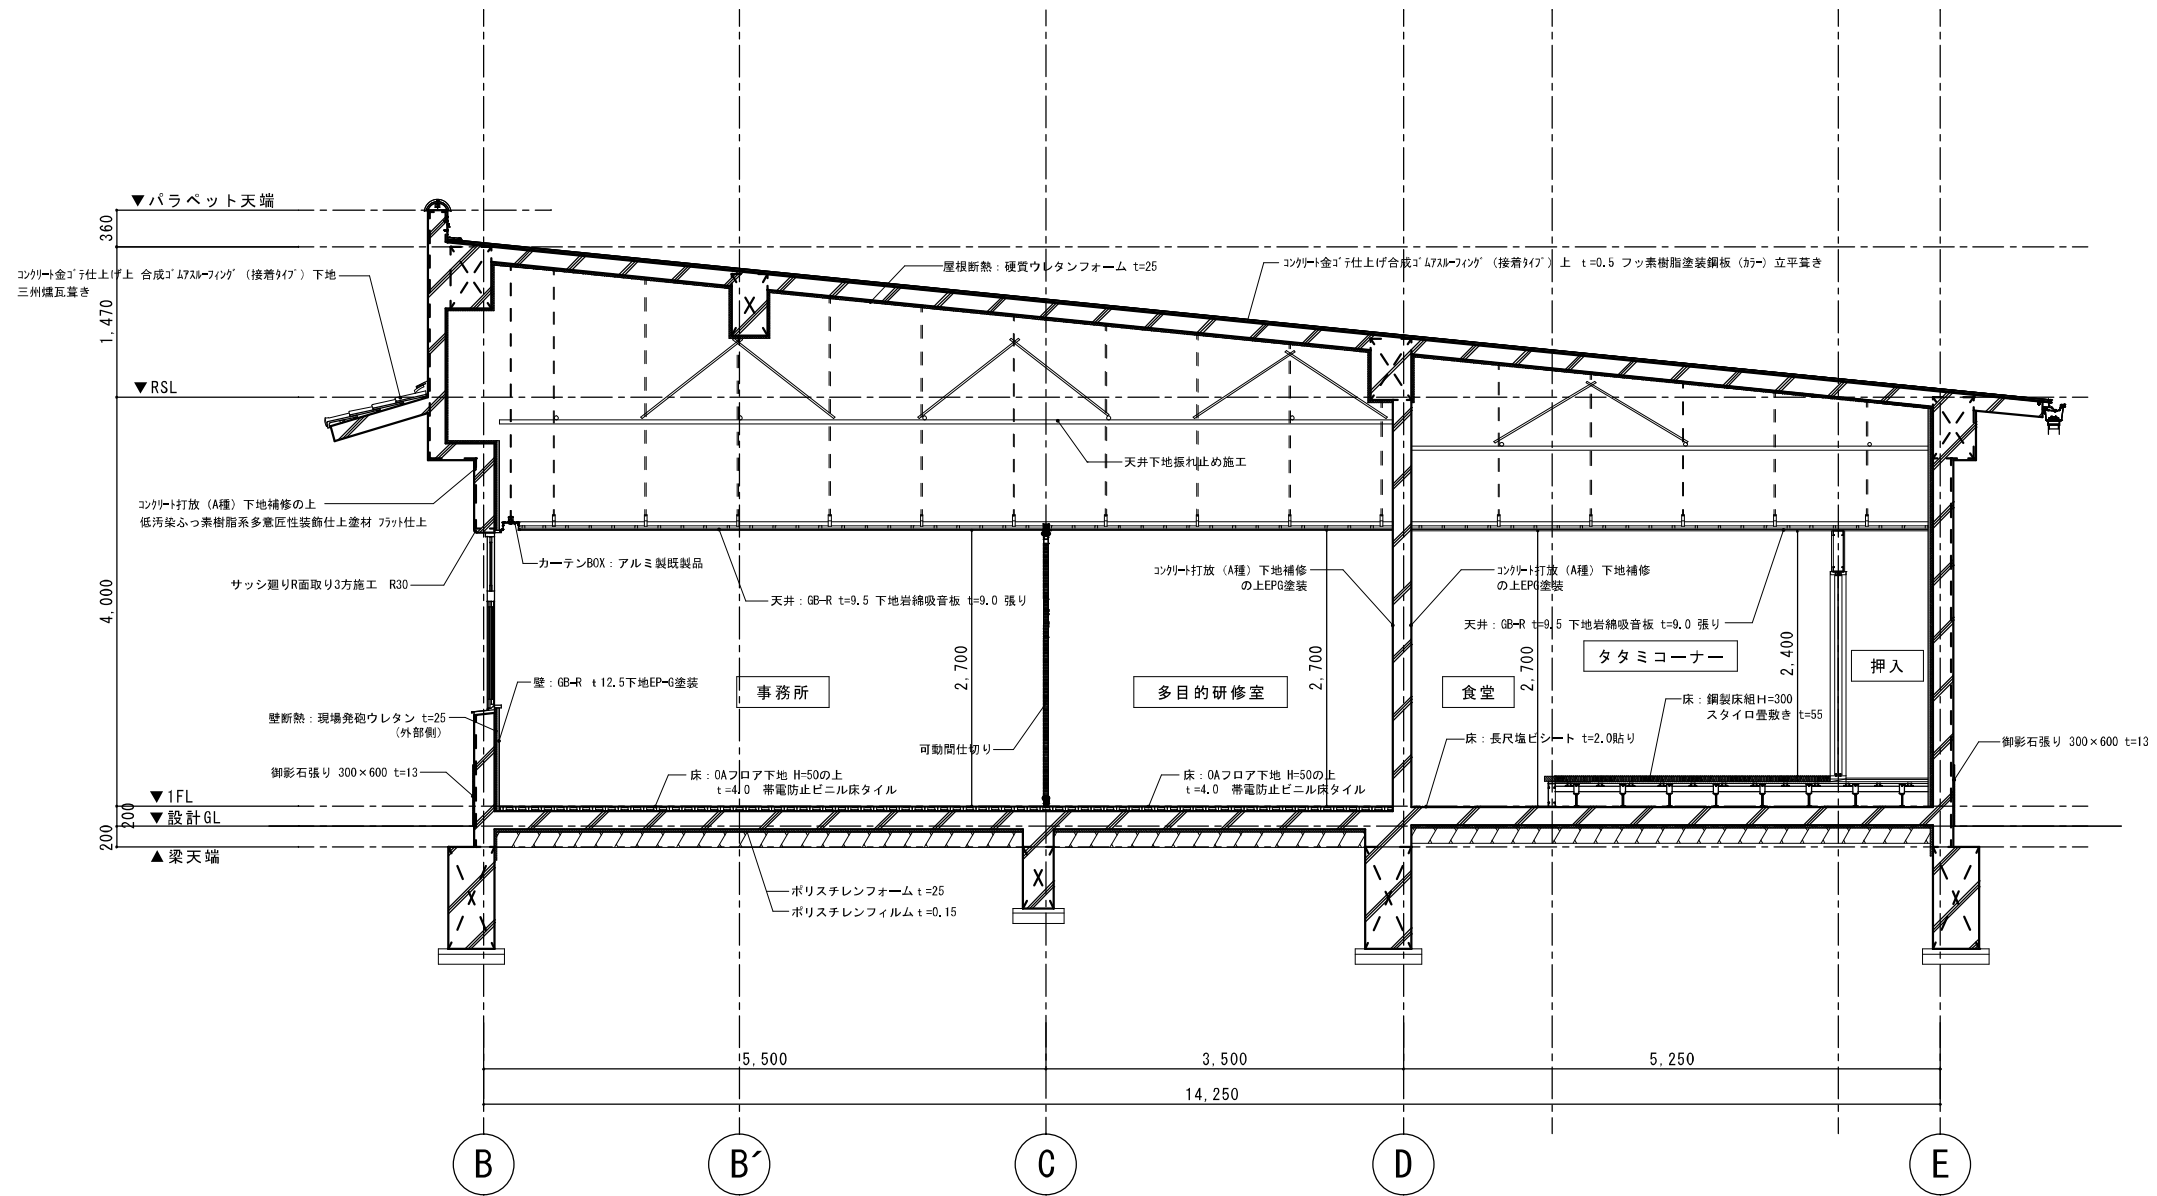 ▼パラペット天端
360
コンクリート金ゴテ仕上げ上 合成ゴムアスルーフィング（接着タイプ）下地
三州燻瓦葺き
屋根断熱：硬質ウレタンフォーム t=25
コンクリート金ゴテ仕上げ合成ゴムアスルーフィング（接着タイプ）上 t=0.5 フッ素樹脂塗装鋼板（カラー）立平葺き
1,470
▼RSL
天井下地振れ止め施工
コンクリート打放（A種）下地補修の上
低汚染ふっ素樹脂系多意匠性装飾仕上塗材 フラット仕上
カーテンBOX：アルミ製既製品
サッシ廻りR面取り3方施工 R30
コンクリート打放（A種）下地補修
の上EPG塗装
コンクリート打放（A種）下地補修
の上EPG塗装
4,000
天井：GB-R t=9.5 下地岩綿吸音板 t=9.0 張り
天井：GB-R t=9.5 下地岩綿吸音板 t=9.0 張り
2,700
2,700
2,700
2,400
タタミコーナー
押入
壁：GB-R t12.5下地EP-G塗装
事務所
多目的研修室
食堂
床：鋼製床組H=300
スタイロ畳敷き t=55
壁断熱：現場発砲ウレタン t=25
（外部側）
可動間仕切り
床：長尺塩ビシート t=2.0貼り
御影石張り 300×600 t=13
御影石張り 300×600 t=13
床：OAフロア下地 H=50の上
t=4.0 帯電防止ビニル床タイル
床：OAフロア下地 H=50の上
t=4.0 帯電防止ビニル床タイル
▼1FL
200
▼設計GL
200
▲梁天端
ポリスチレンフォームt=25
ポリスチレンフィルムt=0.15
5,500
3,500
5,250
14,250
B
B´
C
D
E